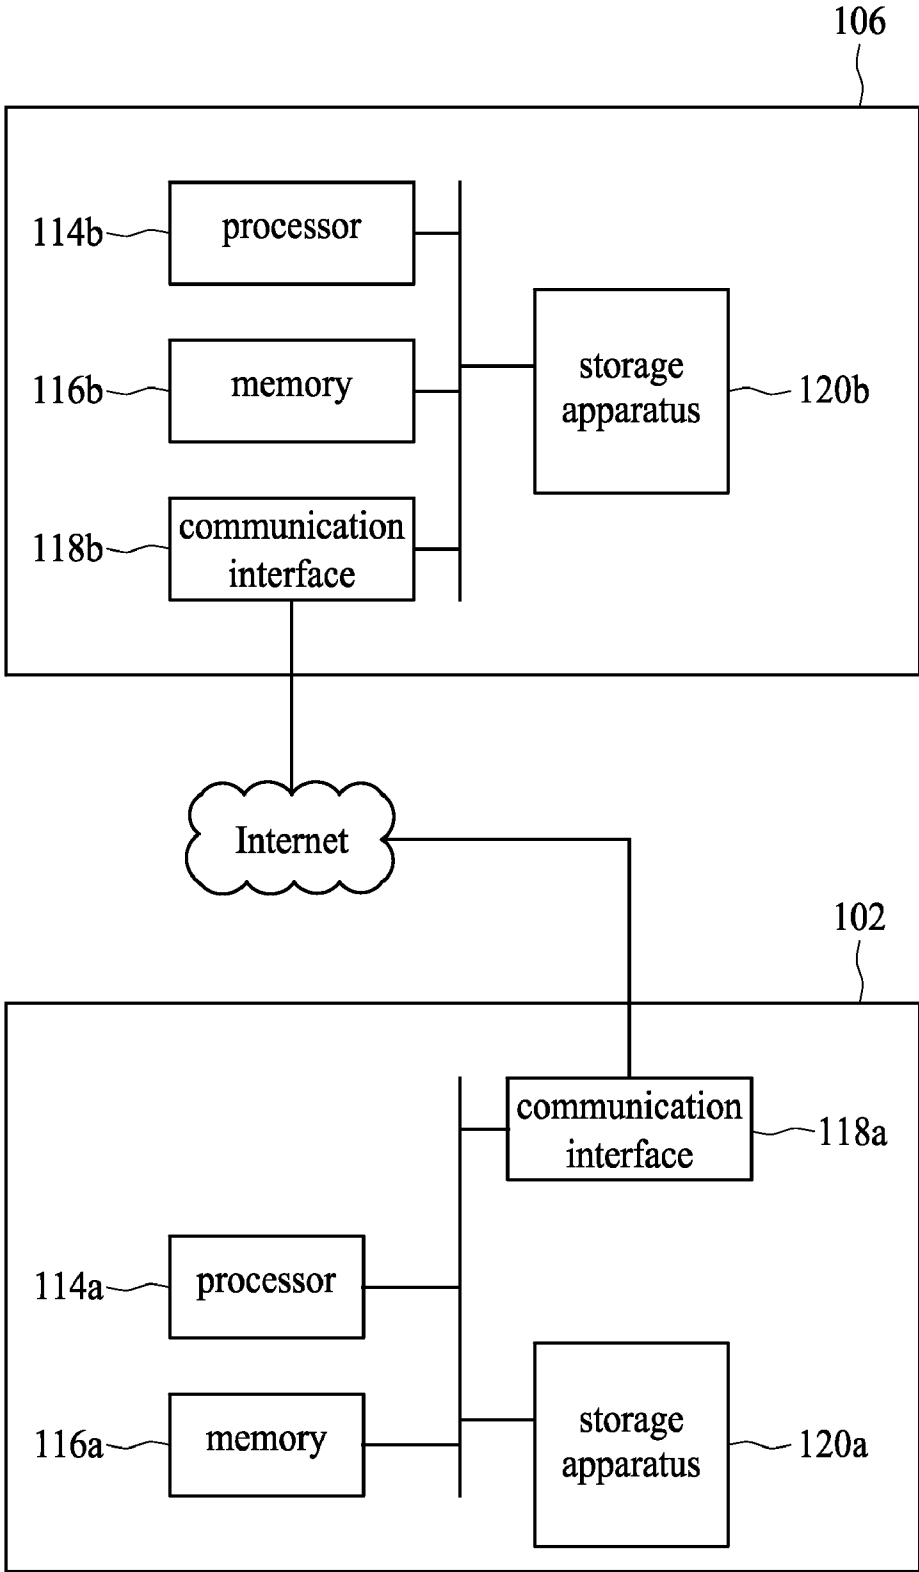 106
114b
processor
storage
apparatus
120b
116b
memory
118b
communication
interface
Internet
102
communication
interface
118a
114a
processor
116a
memory
storage
apparatus
120a